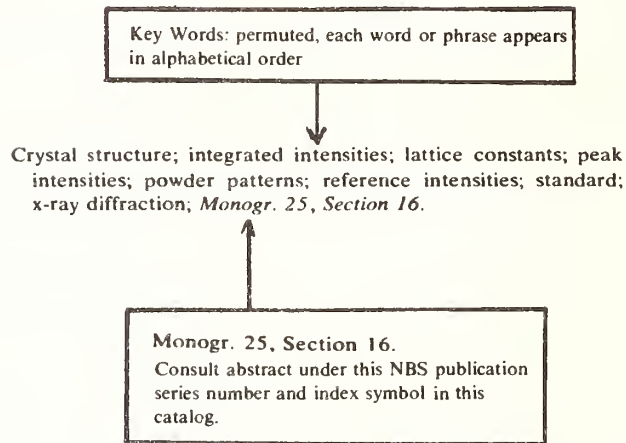 Key Words: permuted, each word or phrase appears
in alphabetical order
Crystal structure; integrated intensities; lattice constants; peak
intensities; powder patterns; reference intensities; standard;
x-ray diffraction; Monogr. 25, Section 16.
Monogr. 25, Section 16.
Consult abstract under this NBS publication
series number and index symbol in this
catalog.